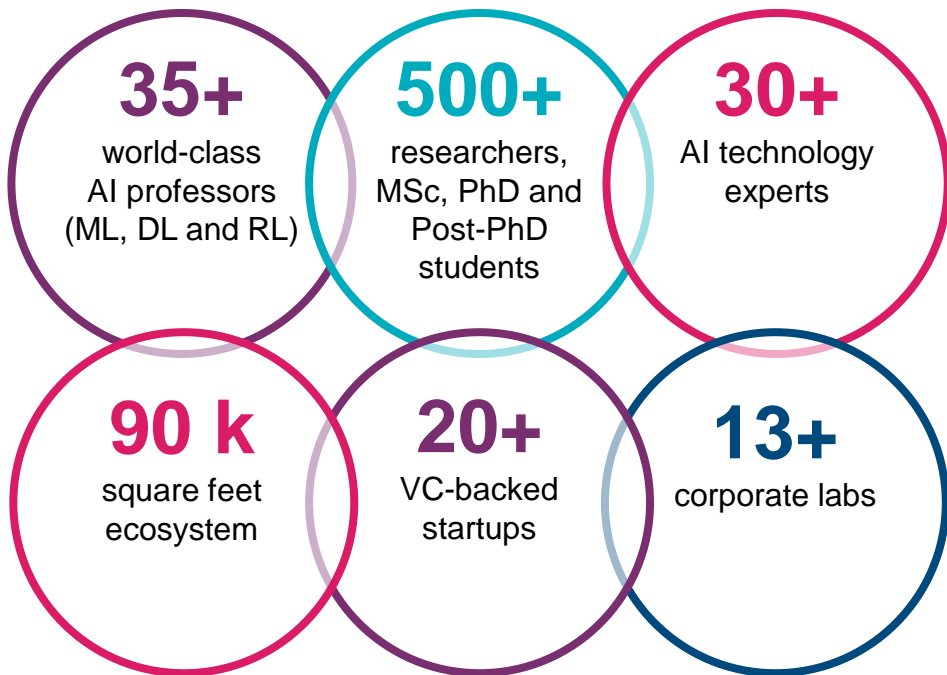 35+
world-class
AI professors
(ML, DL and RL)
500+
researchers,
MSc, PhD and
Post-PhD
students
30+
AI technology
experts
90 k
square feet
ecosystem
20+
VC-backed
startups
13+
corporate labs